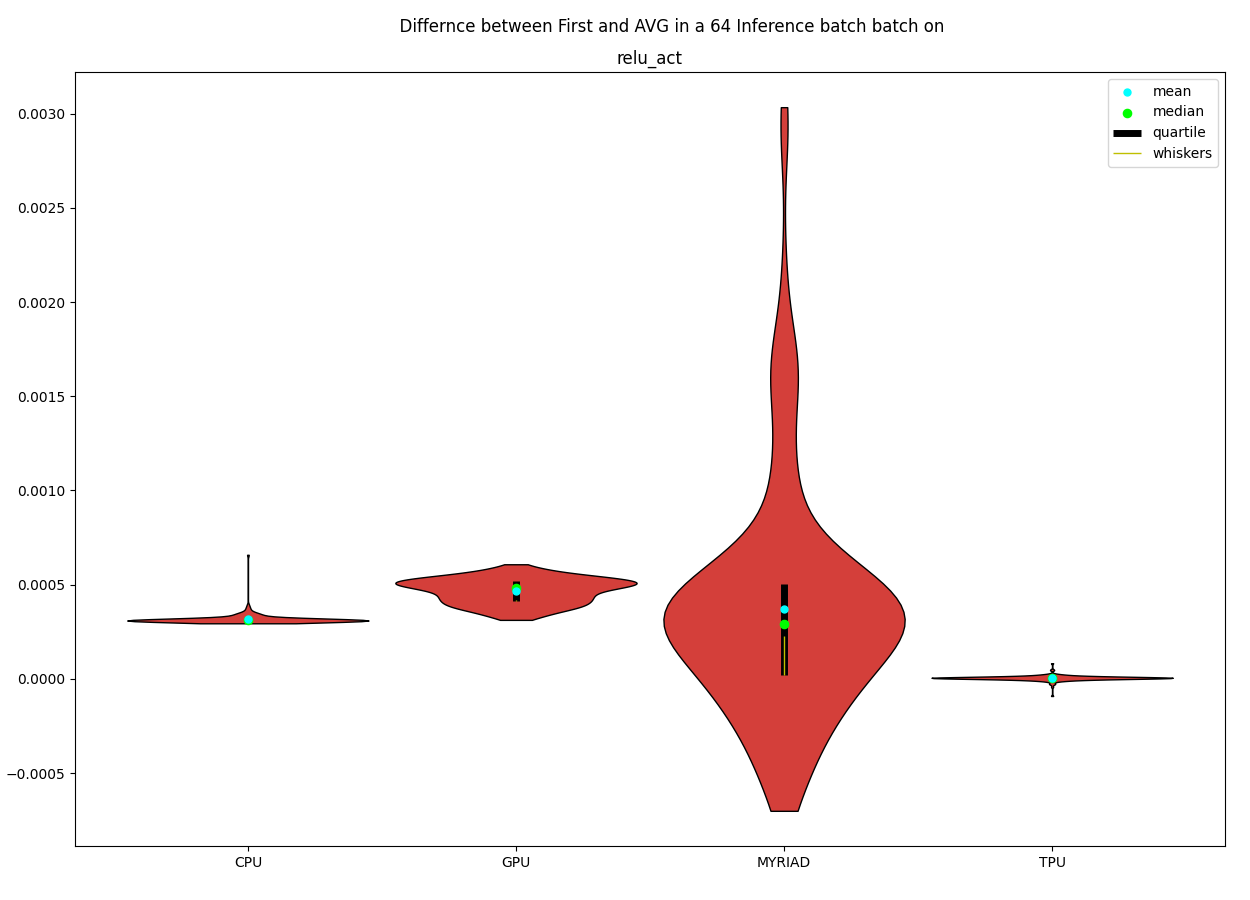 Differnce between First and AVG in a 64 Inference batch batch on
relu_act
mean
median
quartile
whiskers
0.0030
0.0025
0.0020
0.0015
0.0010
0.0005
0.0000
−0.0005
CPU GPU MYRIAD TPU